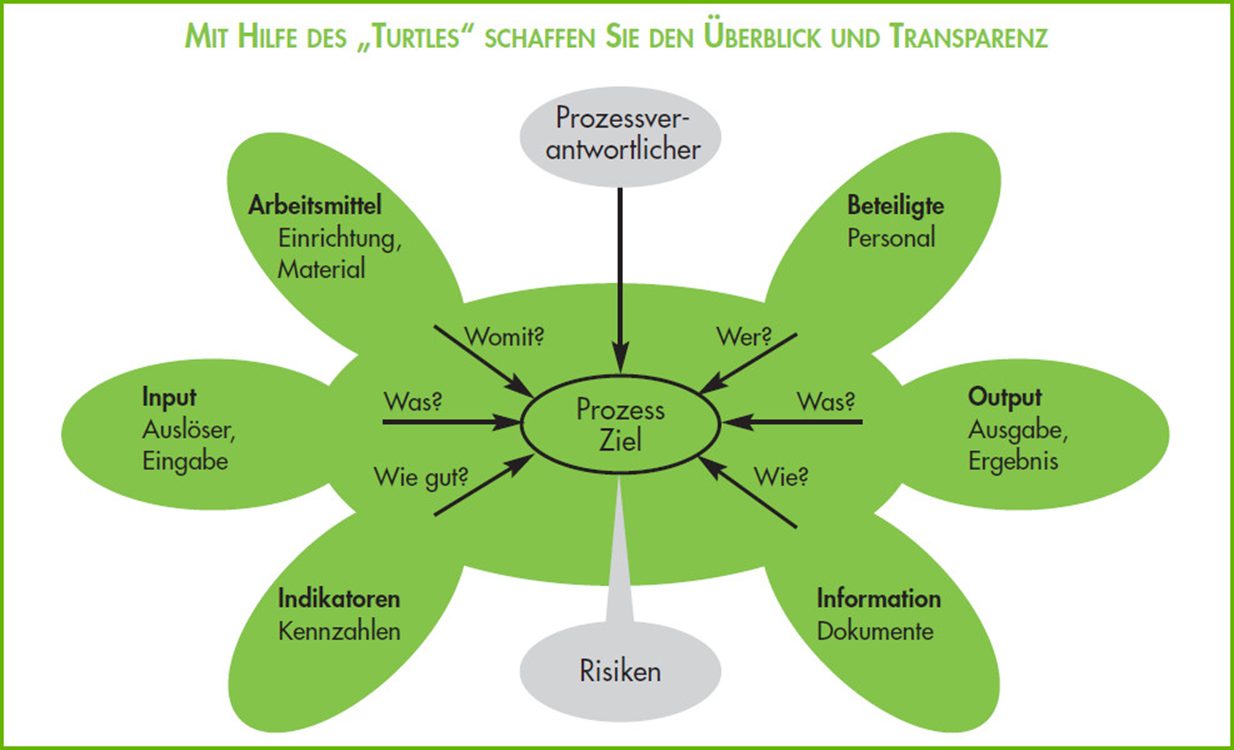 MIT HILFE DES „TURTLES“ SCHAFFEN SIE DEN ÜBERBLICK UND TRANSPARENZ
Prozessver-
antwortlicher
Arbeitsmittel
Einrichtung,
Material
Beteiligte
Personal
Womit?
Wer?
Input
Auslöser,
Eingabe
Was?
Prozess
Ziel
Was?
Output
Ausgabe,
Ergebnis
Wie gut?
Wie?
Indikatoren
Kennzahlen
Information
Dokumente
Risiken